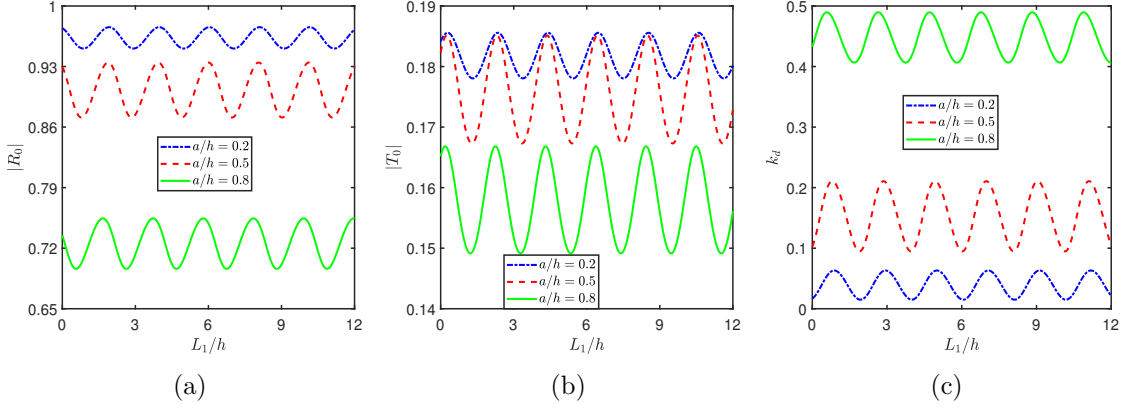 1
0.93
0.86
0.79
0.72
0.65
|R₀|
a/h = 0.2
a/h = 0.5
a/h = 0.8
0 3 6 9 12
L₁/h
(a)
0.19
0.18
0.17
0.16
0.15
0.14
|T₀|
a/h = 0.2
a/h = 0.5
a/h = 0.8
0 3 6 9 12
L₁/h
(b)
0.5
0.4
0.3
0.2
0.1
0
k_d
a/h = 0.2
a/h = 0.5
a/h = 0.8
0 3 6 9 12
L₁/h
(c)